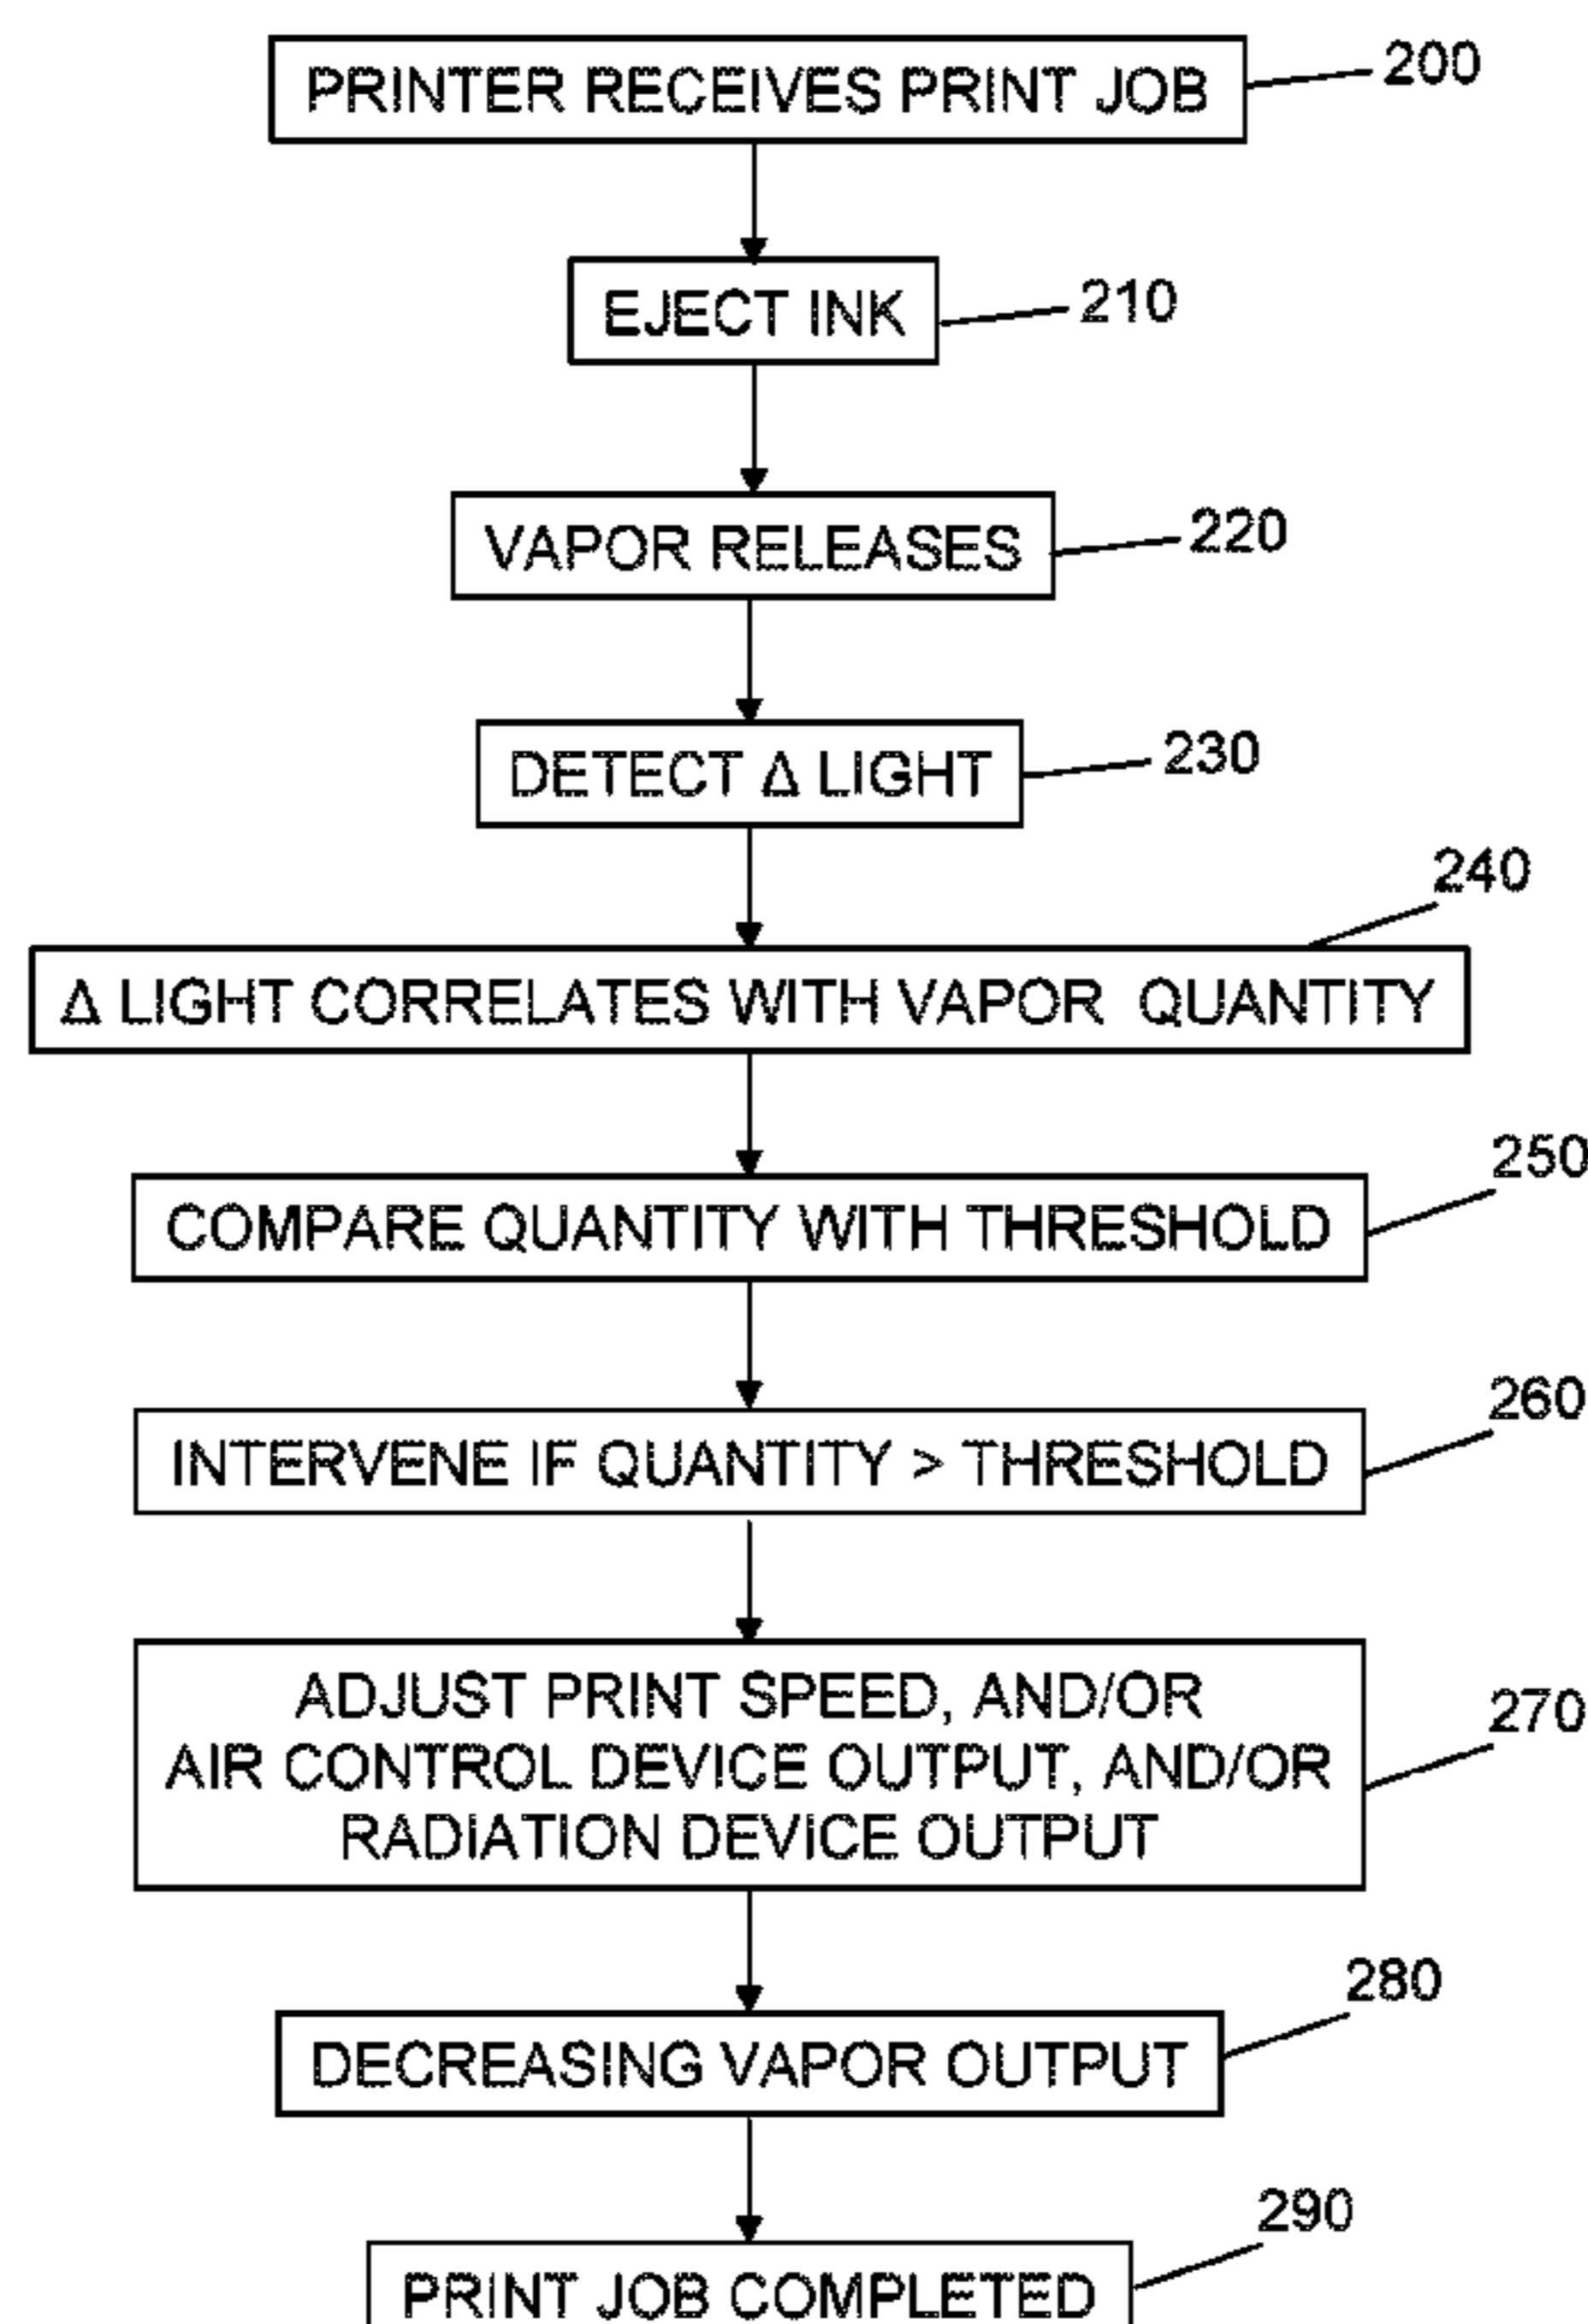 PRINTER RECEIVES PRINT JOB
200
EJECT INK
210
VAPOR RELEASES
220
DETECT Δ LIGHT
230
240
Δ LIGHT CORRELATES WITH VAPOR QUANTITY
250
COMPARE QUANTITY WITH THRESHOLD
260
INTERVENE IF QUANTITY > THRESHOLD
ADJUST PRINT SPEED, AND/OR
270
AIR CONTROL DEVICE OUTPUT, AND/OR
RADIATION DEVICE OUTPUT
280
DECREASING VAPOR OUTPUT
290
PRINT JOB COMPLETED